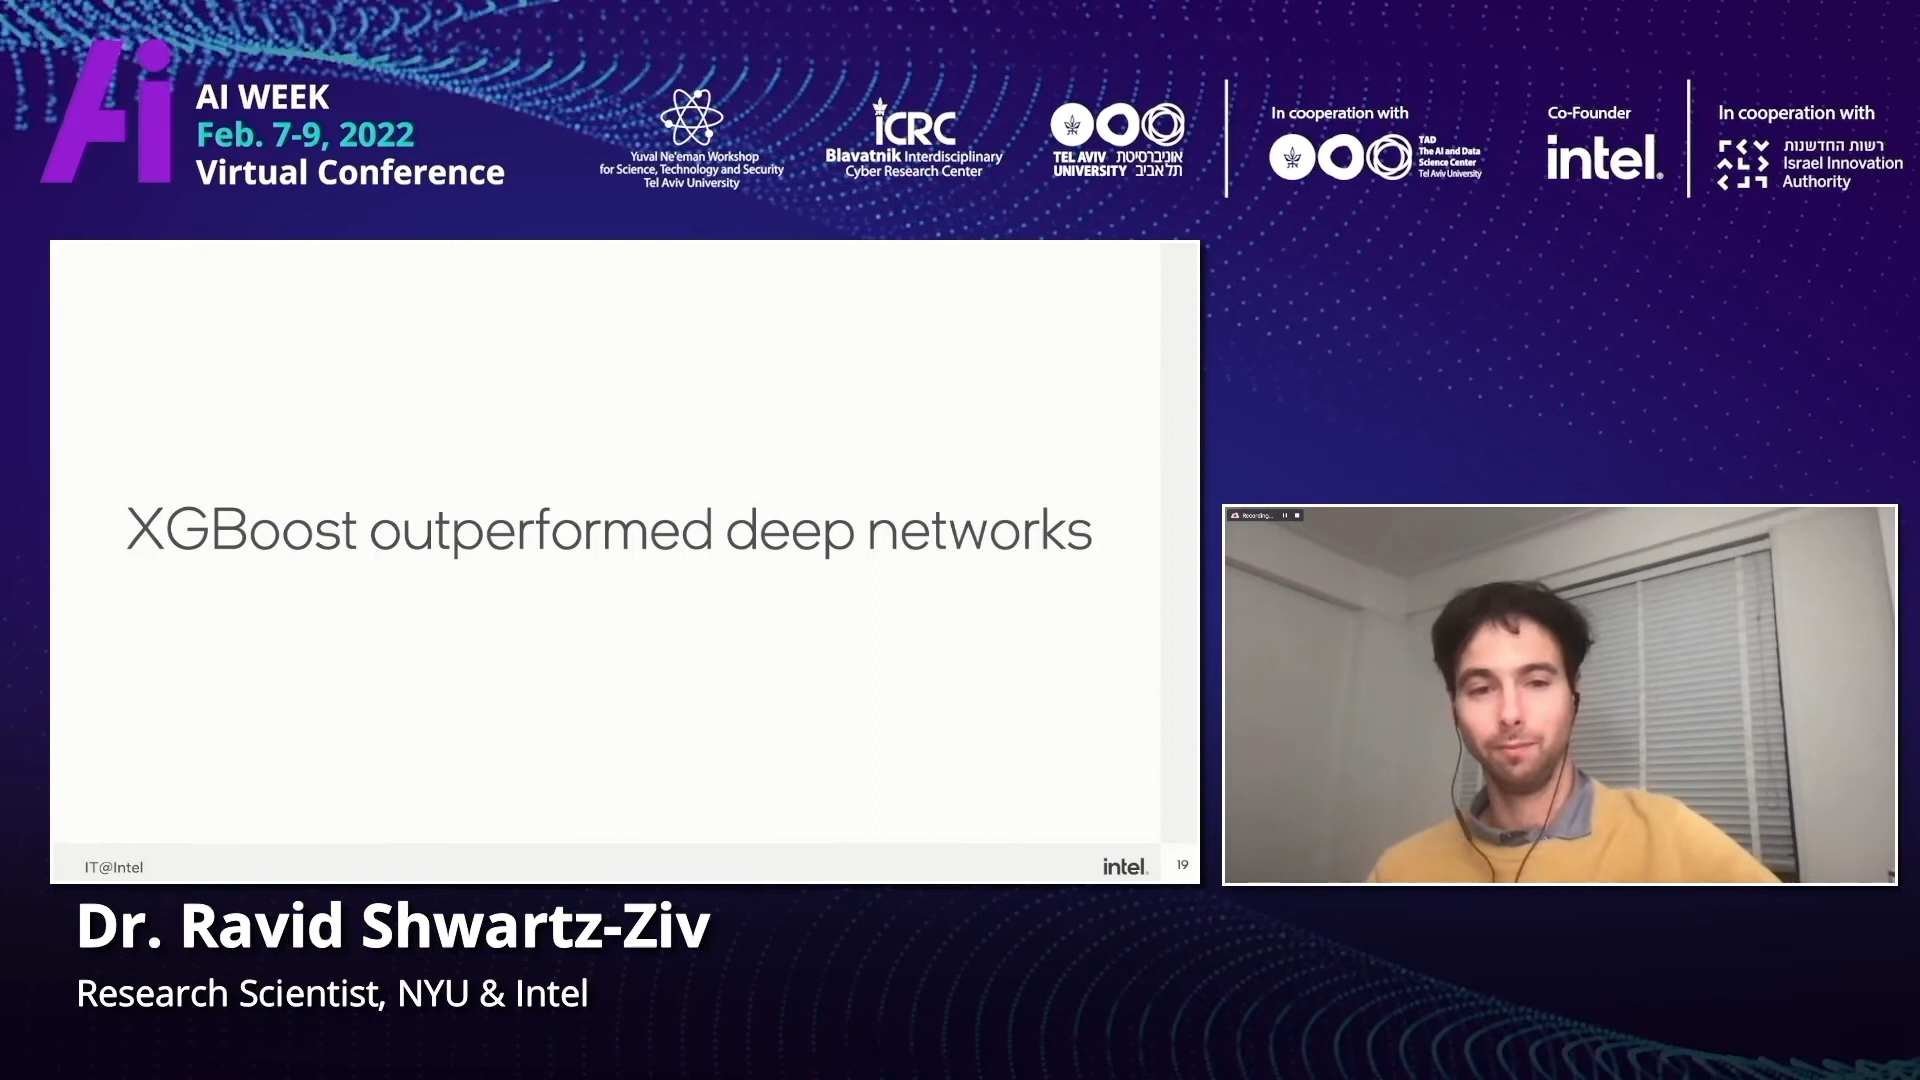 Ai
AI WEEK
Feb. 7-9, 2022
Virtual Conference
Yuval Ne'eman Workshop
for Science, Technology and Security
Tel Aviv University
iCRC
Blavatnik Interdisciplinary
Cyber Research Center
TEL AVIV אוניברסיטת
UNIVERSITY תל אביב
In cooperation with
TAD
The AI and Data
Science Center
Tel Aviv University
Co-Founder
intel.
In cooperation with
רשות החדשנות
Israel Innovation
Authority
XGBoost outperformed deep networks
IT@Intel
intel.
19
Recording...
Dr. Ravid Shwartz-Ziv
Research Scientist, NYU & Intel